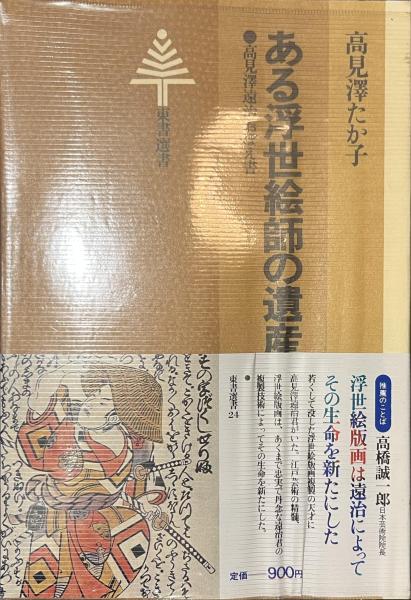 高見澤たか子
ある浮世絵師の遺産
●高見澤遠治おぼえ書
東書選書
推薦のことば
高橋誠一郎 日本芸術院院長
浮世絵版画は遠治によって
その生命を新たにした
若くして没した浮世絵版画複製の天才に
高見澤遠治君がいた。江戸芸術の精髄、
浮世絵版画は、あくまで忠実で丹念な遠治君の
複製技術によってその生命を新たにした。
●
東書選書24
定価—900円